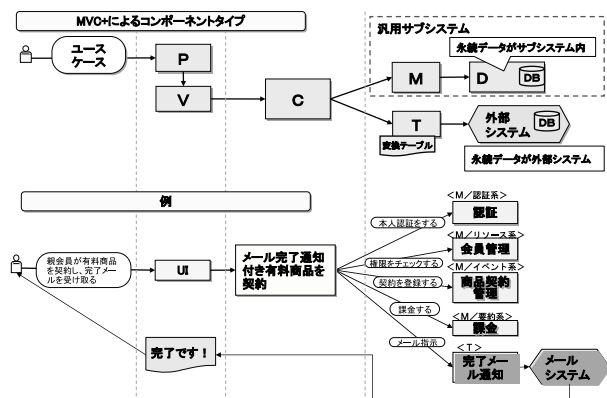 MVC+によるコンポーネントタイプ
汎用サブシステム
永続データがサブシステム内
ユース
ケース
P
V
C
M
D
DB
T
変換テーブル
外部
システム
DB
永続データが外部システム
例
親会員が有料商品
を契約し、完了メー
ルを受け取る
UI
メール完了通知
付き有料商品を
契約
本人認証をする
権限をチェックする
契約を登録する
課金する
メール指示
＜M／認証系＞
認証
＜M／リソース系＞
会員管理
＜M／イベント系＞
商品契約
管理
＜M／要約系＞
課金
＜T＞
完了メー
ル通知
メール
システム
完了です！